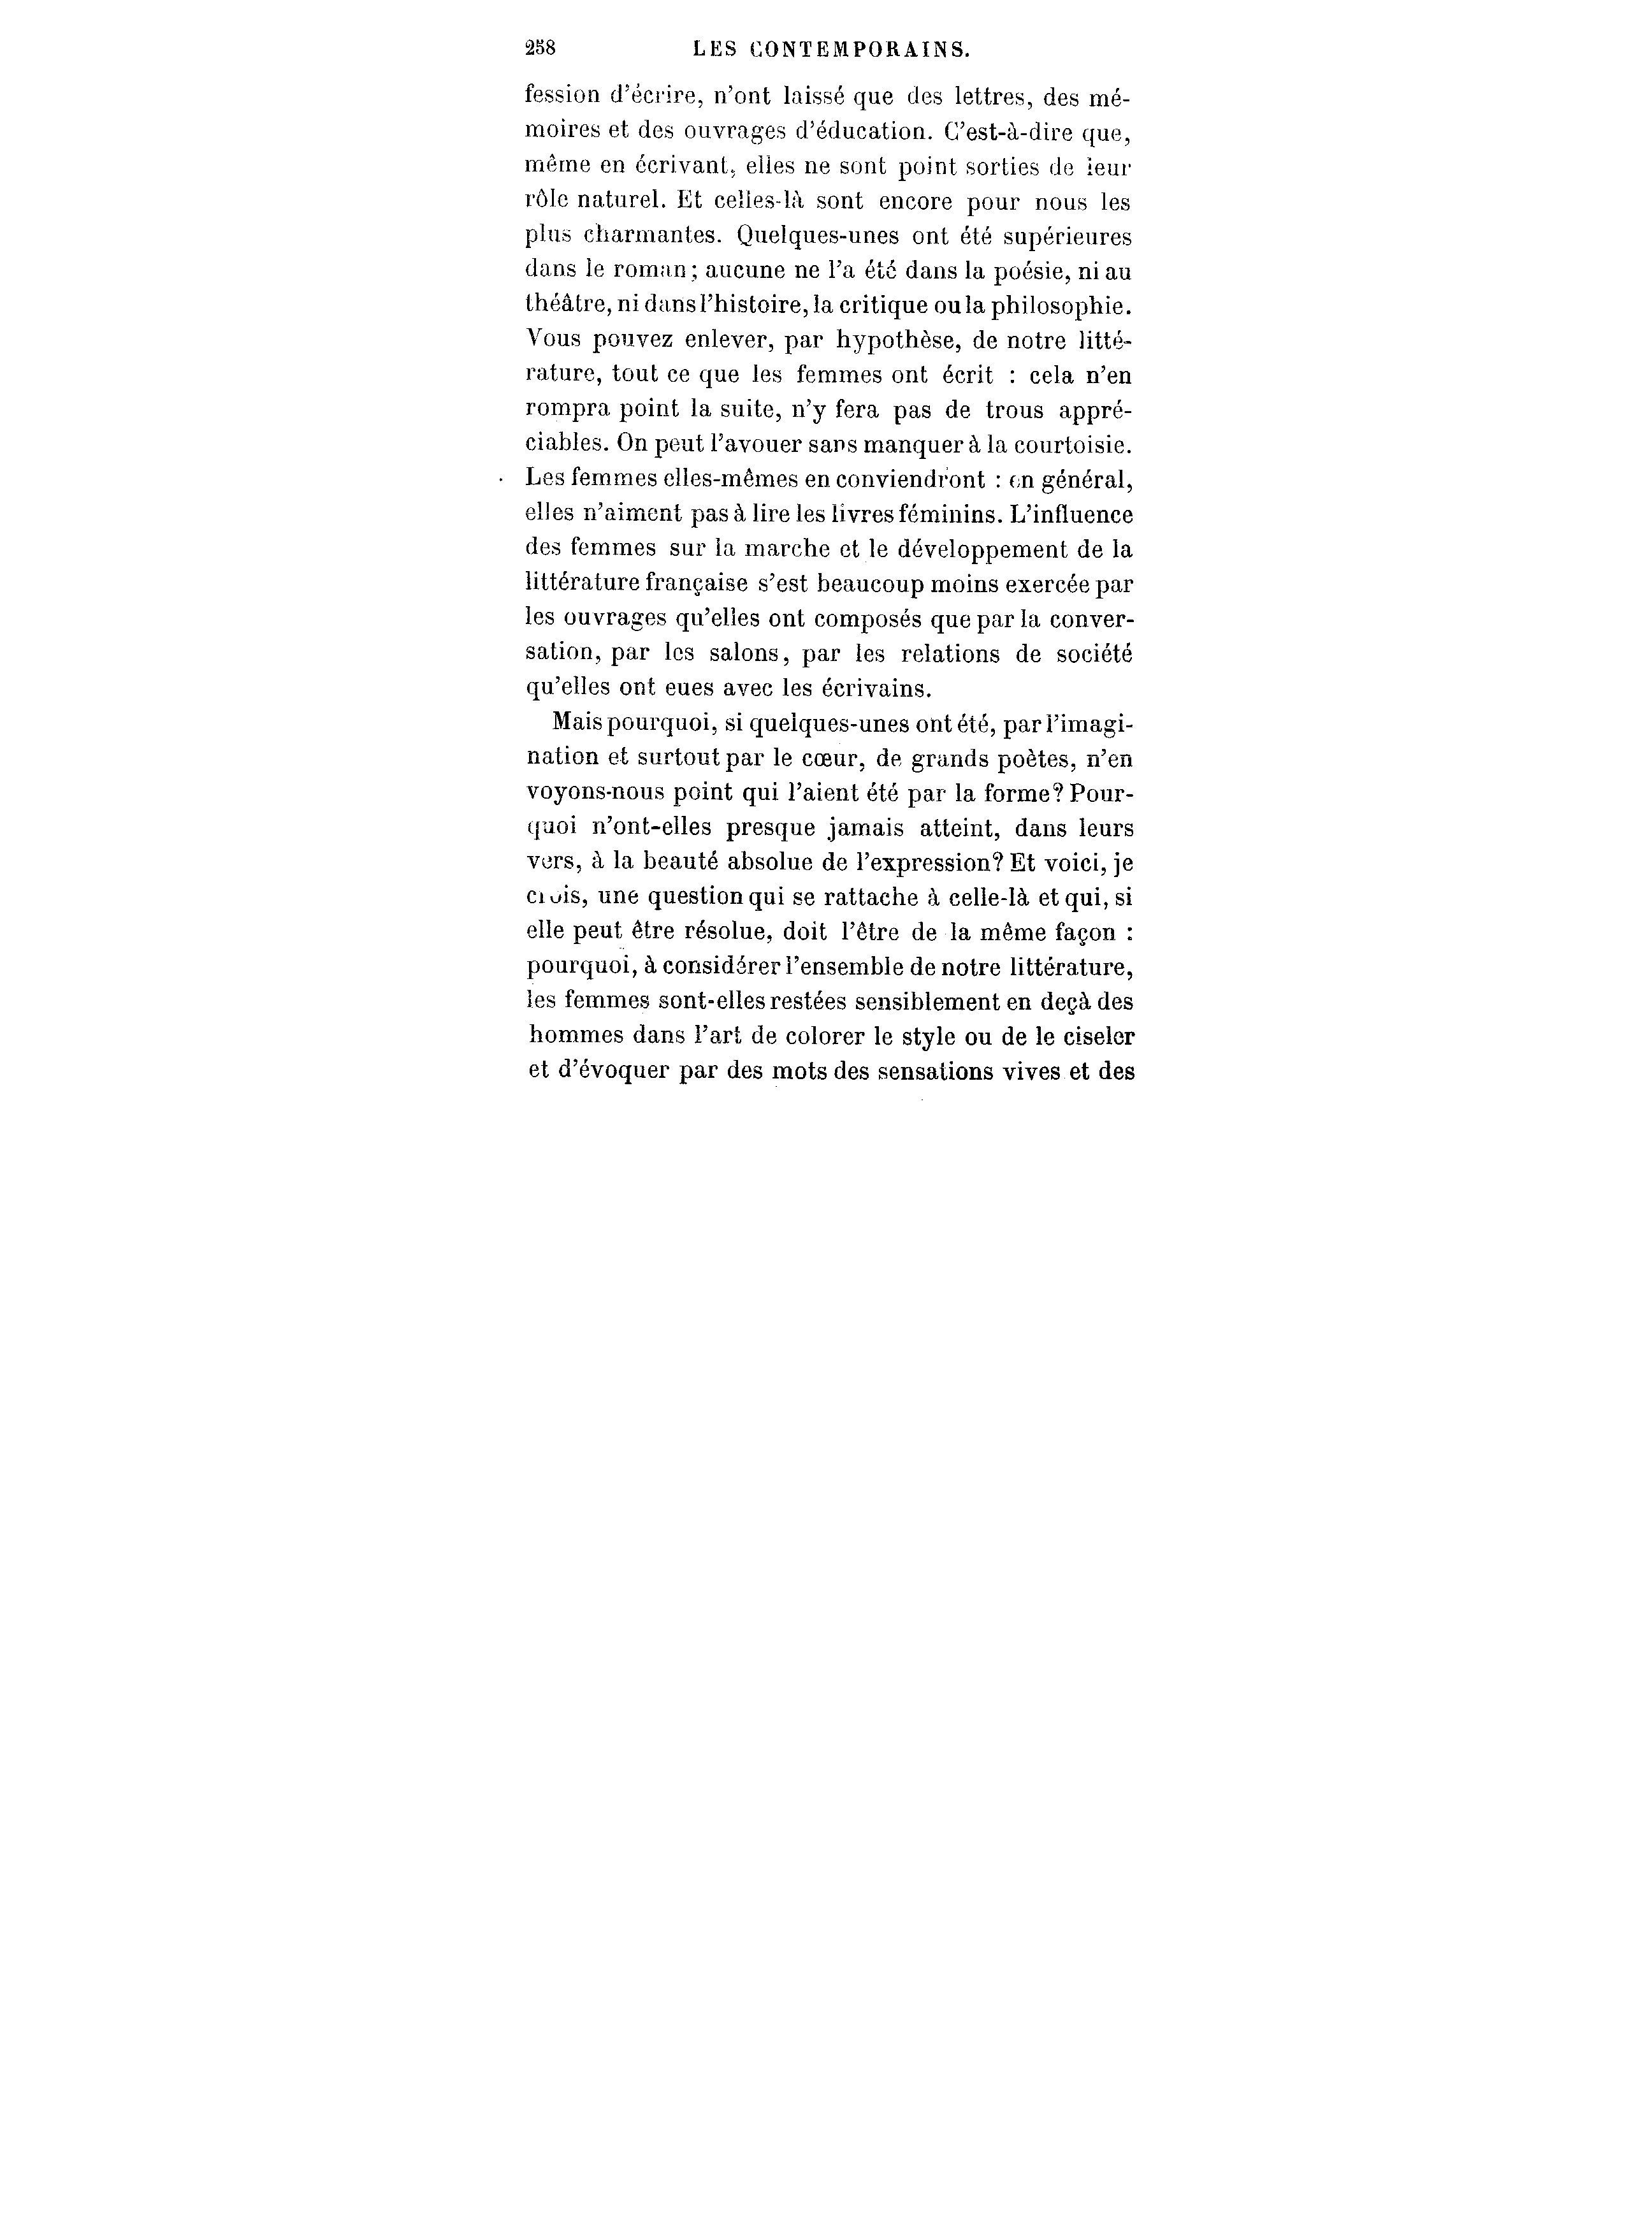 258 LES CONTEMPORAINS.
fession d'écrire, n'ont laissé que des lettres, des mé-
moires et des ouvrages d'éducation. C'est-à-dire que,
même en écrivant, elles ne sont point sorties de leur
rôle naturel. Et celles-là sont encore pour nous les
plus charmantes. Quelques-unes ont été supérieures
dans le roman; aucune ne l'a été dans la poésie, ni au
théâtre, ni dans l'histoire, la critique ou la philosophie.
Vous pouvez enlever, par hypothèse, de notre litté-
rature, tout ce que les femmes ont écrit : cela n'en
rompra point la suite, n'y fera pas de trous appré-
ciables. On peut l'avouer sans manquer à la courtoisie.
Les femmes elles-mêmes en conviendront : en général,
elles n'aiment pas à lire les livres féminins. L'influence
des femmes sur la marche et le développement de la
littérature française s'est beaucoup moins exercée par
les ouvrages qu'elles ont composés que par la conver-
sation, par les salons, par les relations de société
qu'elles ont eues avec les écrivains.
Mais pourquoi, si quelques-unes ont été, par l'imagi-
nation et surtout par le cœur, de grands poètes, n'en
voyons-nous point qui l'aient été par la forme? Pour-
quoi n'ont-elles presque jamais atteint, dans leurs
vers, à la beauté absolue de l'expression? Et voici, je
crois, une question qui se rattache à celle-là et qui, si
elle peut être résolue, doit l'être de la même façon :
pourquoi, à considérer l'ensemble de notre littérature,
les femmes sont-elles restées sensiblement en deçà des
hommes dans l'art de colorer le style ou de le ciseler
et d'évoquer par des mots des sensations vives et des